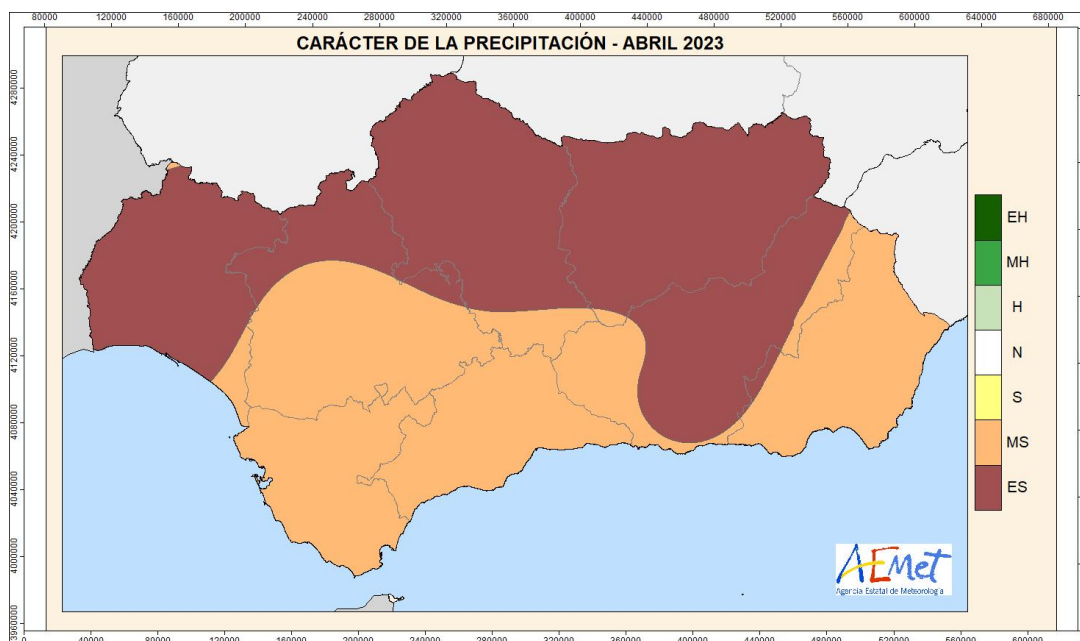 80000 120000 160000 200000 240000 280000 320000 360000 400000 440000 480000 520000 560000 600000 640000 680000
CARÁCTER DE LA PRECIPITACIÓN - ABRIL 2023
4280000
4240000
4200000
4160000
4120000
4080000
4040000
4000000
3960000
EH
MH
H
N
S
MS
ES
AEMet
Agencia Estatal de Meteorología
0 40000 80000 120000 160000 200000 240000 280000 320000 360000 400000 440000 480000 520000 560000 600000